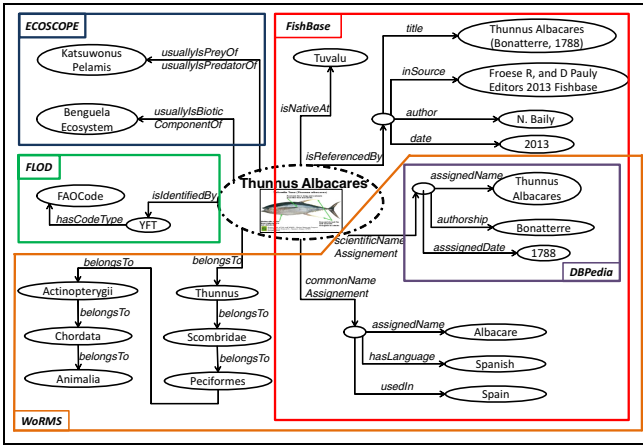 ECOSCOPE
Katsuwonus
Pelamis
usuallyIsPreyOf
usuallyIsPredatorOf
Benguela
Ecosystem
usuallyIsBiotic
ComponentOf
FishBase
Tuvalu
isNativeAt
title
Thunnus Albacares
(Bonatterre, 1788)
inSource
Froese R, and D Pauly
Editors 2013 Fishbase
author
N. Baily
date
2013
isReferencedBy
FLOD
FAOCode
isIdentifiedBy
hasCodeType
YFT
Thunnus Albacares
assignedName
Thunnus
Albacares
authorship
Bonatterre
asssignedDate
1788
DBPedia
scientificName
Assignement
commonName
Assignement
belongsTo
belongsTo
Actinopterygii
Thunnus
belongsTo
belongsTo
Chordata
Scombridae
belongsTo
belongsTo
Animalia
Peciformes
assignedName
Albacare
hasLanguage
Spanish
usedIn
Spain
WoRMS